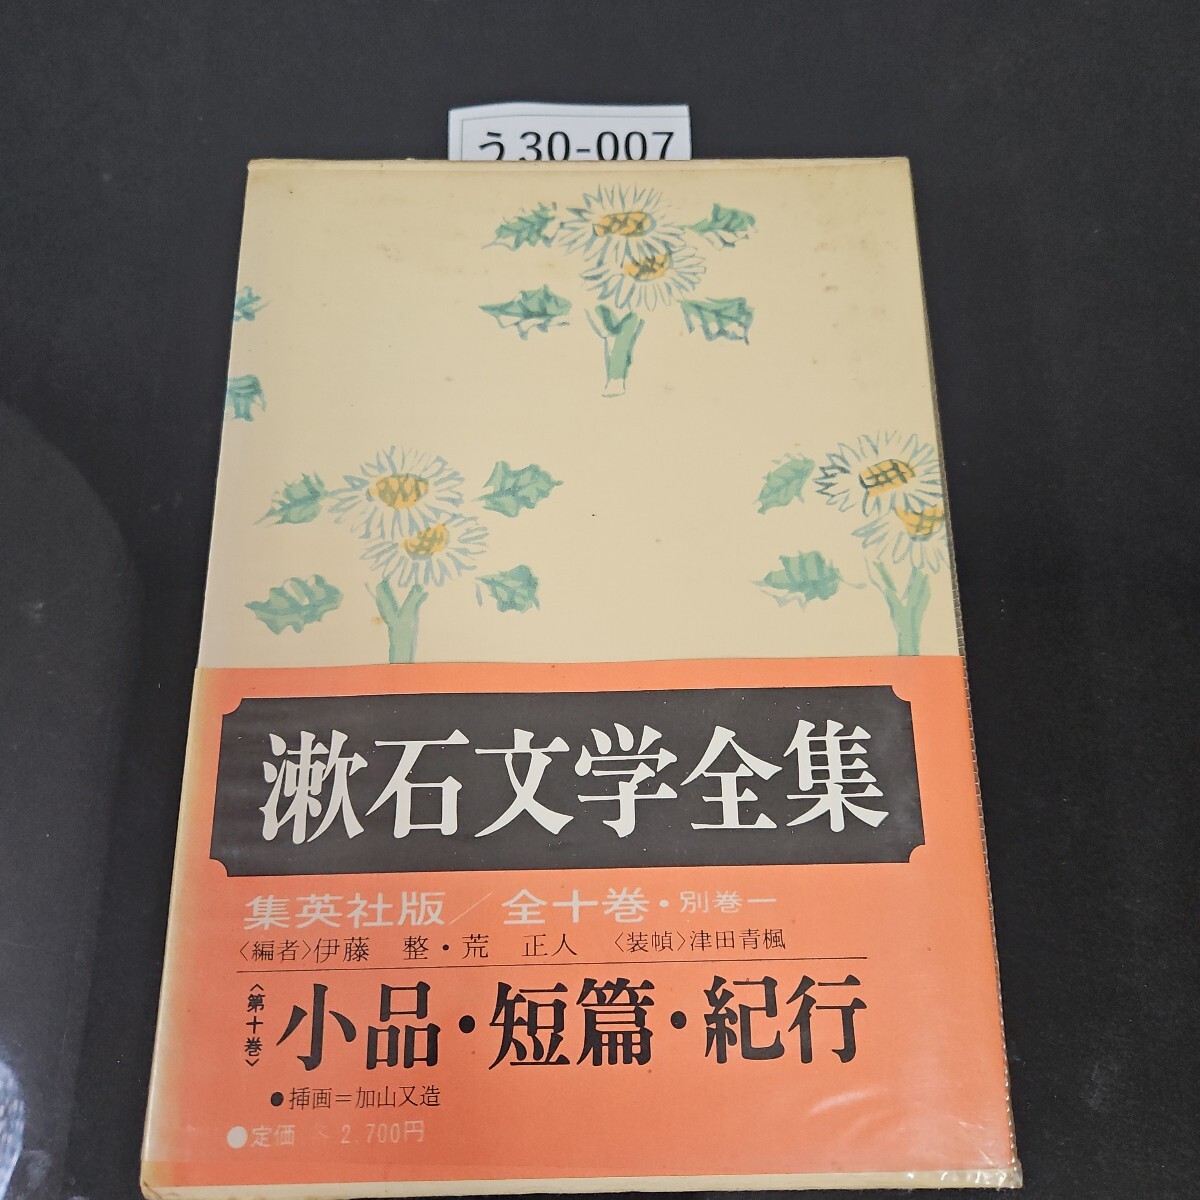 う30-007
漱石文学全集
集英社版／全十巻・別巻一
〈編者〉伊藤 整・荒 正人 〈装幀〉津田青楓
〈第十巻〉
小品・短篇・紀行
●挿画＝加山又造
●定価 2,700円